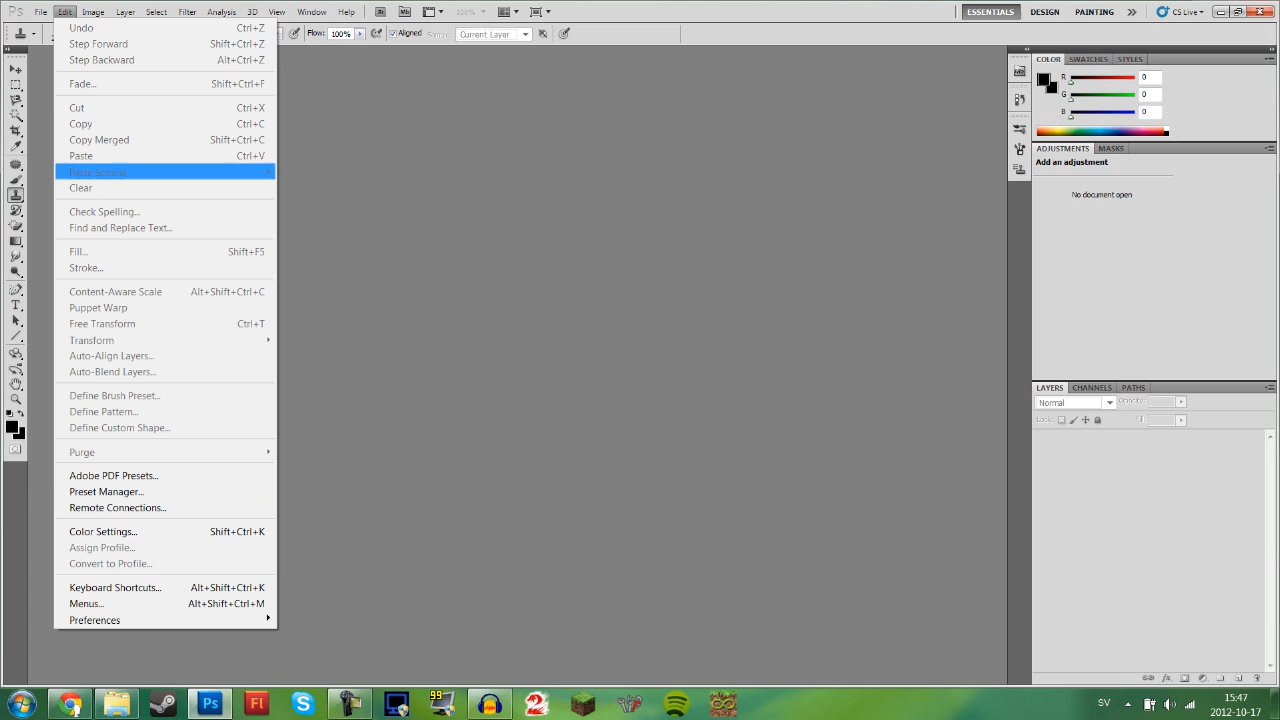 Ps File Edit Image Layer Select Filter Analysis 3D View Window Help Br Mb 100% ESSENTIALS DESIGN PAINTING CS Live
Flow: 100% Aligned Current Layer
Undo Ctrl+Z
Step Forward Shift+Ctrl+Z
Step Backward Alt+Ctrl+Z
Fade... Shift+Ctrl+F
Cut Ctrl+X
Copy Ctrl+C
Copy Merged Shift+Ctrl+C
Paste Ctrl+V
Paste Special
Clear
Check Spelling...
Find and Replace Text...
Fill... Shift+F5
Stroke...
Content-Aware Scale Alt+Shift+Ctrl+C
Puppet Warp
Free Transform Ctrl+T
Transform
Auto-Align Layers...
Auto-Blend Layers...
Define Brush Preset...
Define Pattern...
Define Custom Shape...
Purge
Adobe PDF Presets...
Preset Manager...
Remote Connections...
Color Settings... Shift+Ctrl+K
Assign Profile...
Convert to Profile...
Keyboard Shortcuts... Alt+Shift+Ctrl+K
Menus... Alt+Shift+Ctrl+M
Preferences
COLOR SWATCHES STYLES
R 0
G 0
B 0
ADJUSTMENTS MASKS
Add an adjustment
No document open
LAYERS CHANNELS PATHS
Normal Opacity:
Lock: Fill:
Ps Fl 99 2 SV 15:47
2012-10-17